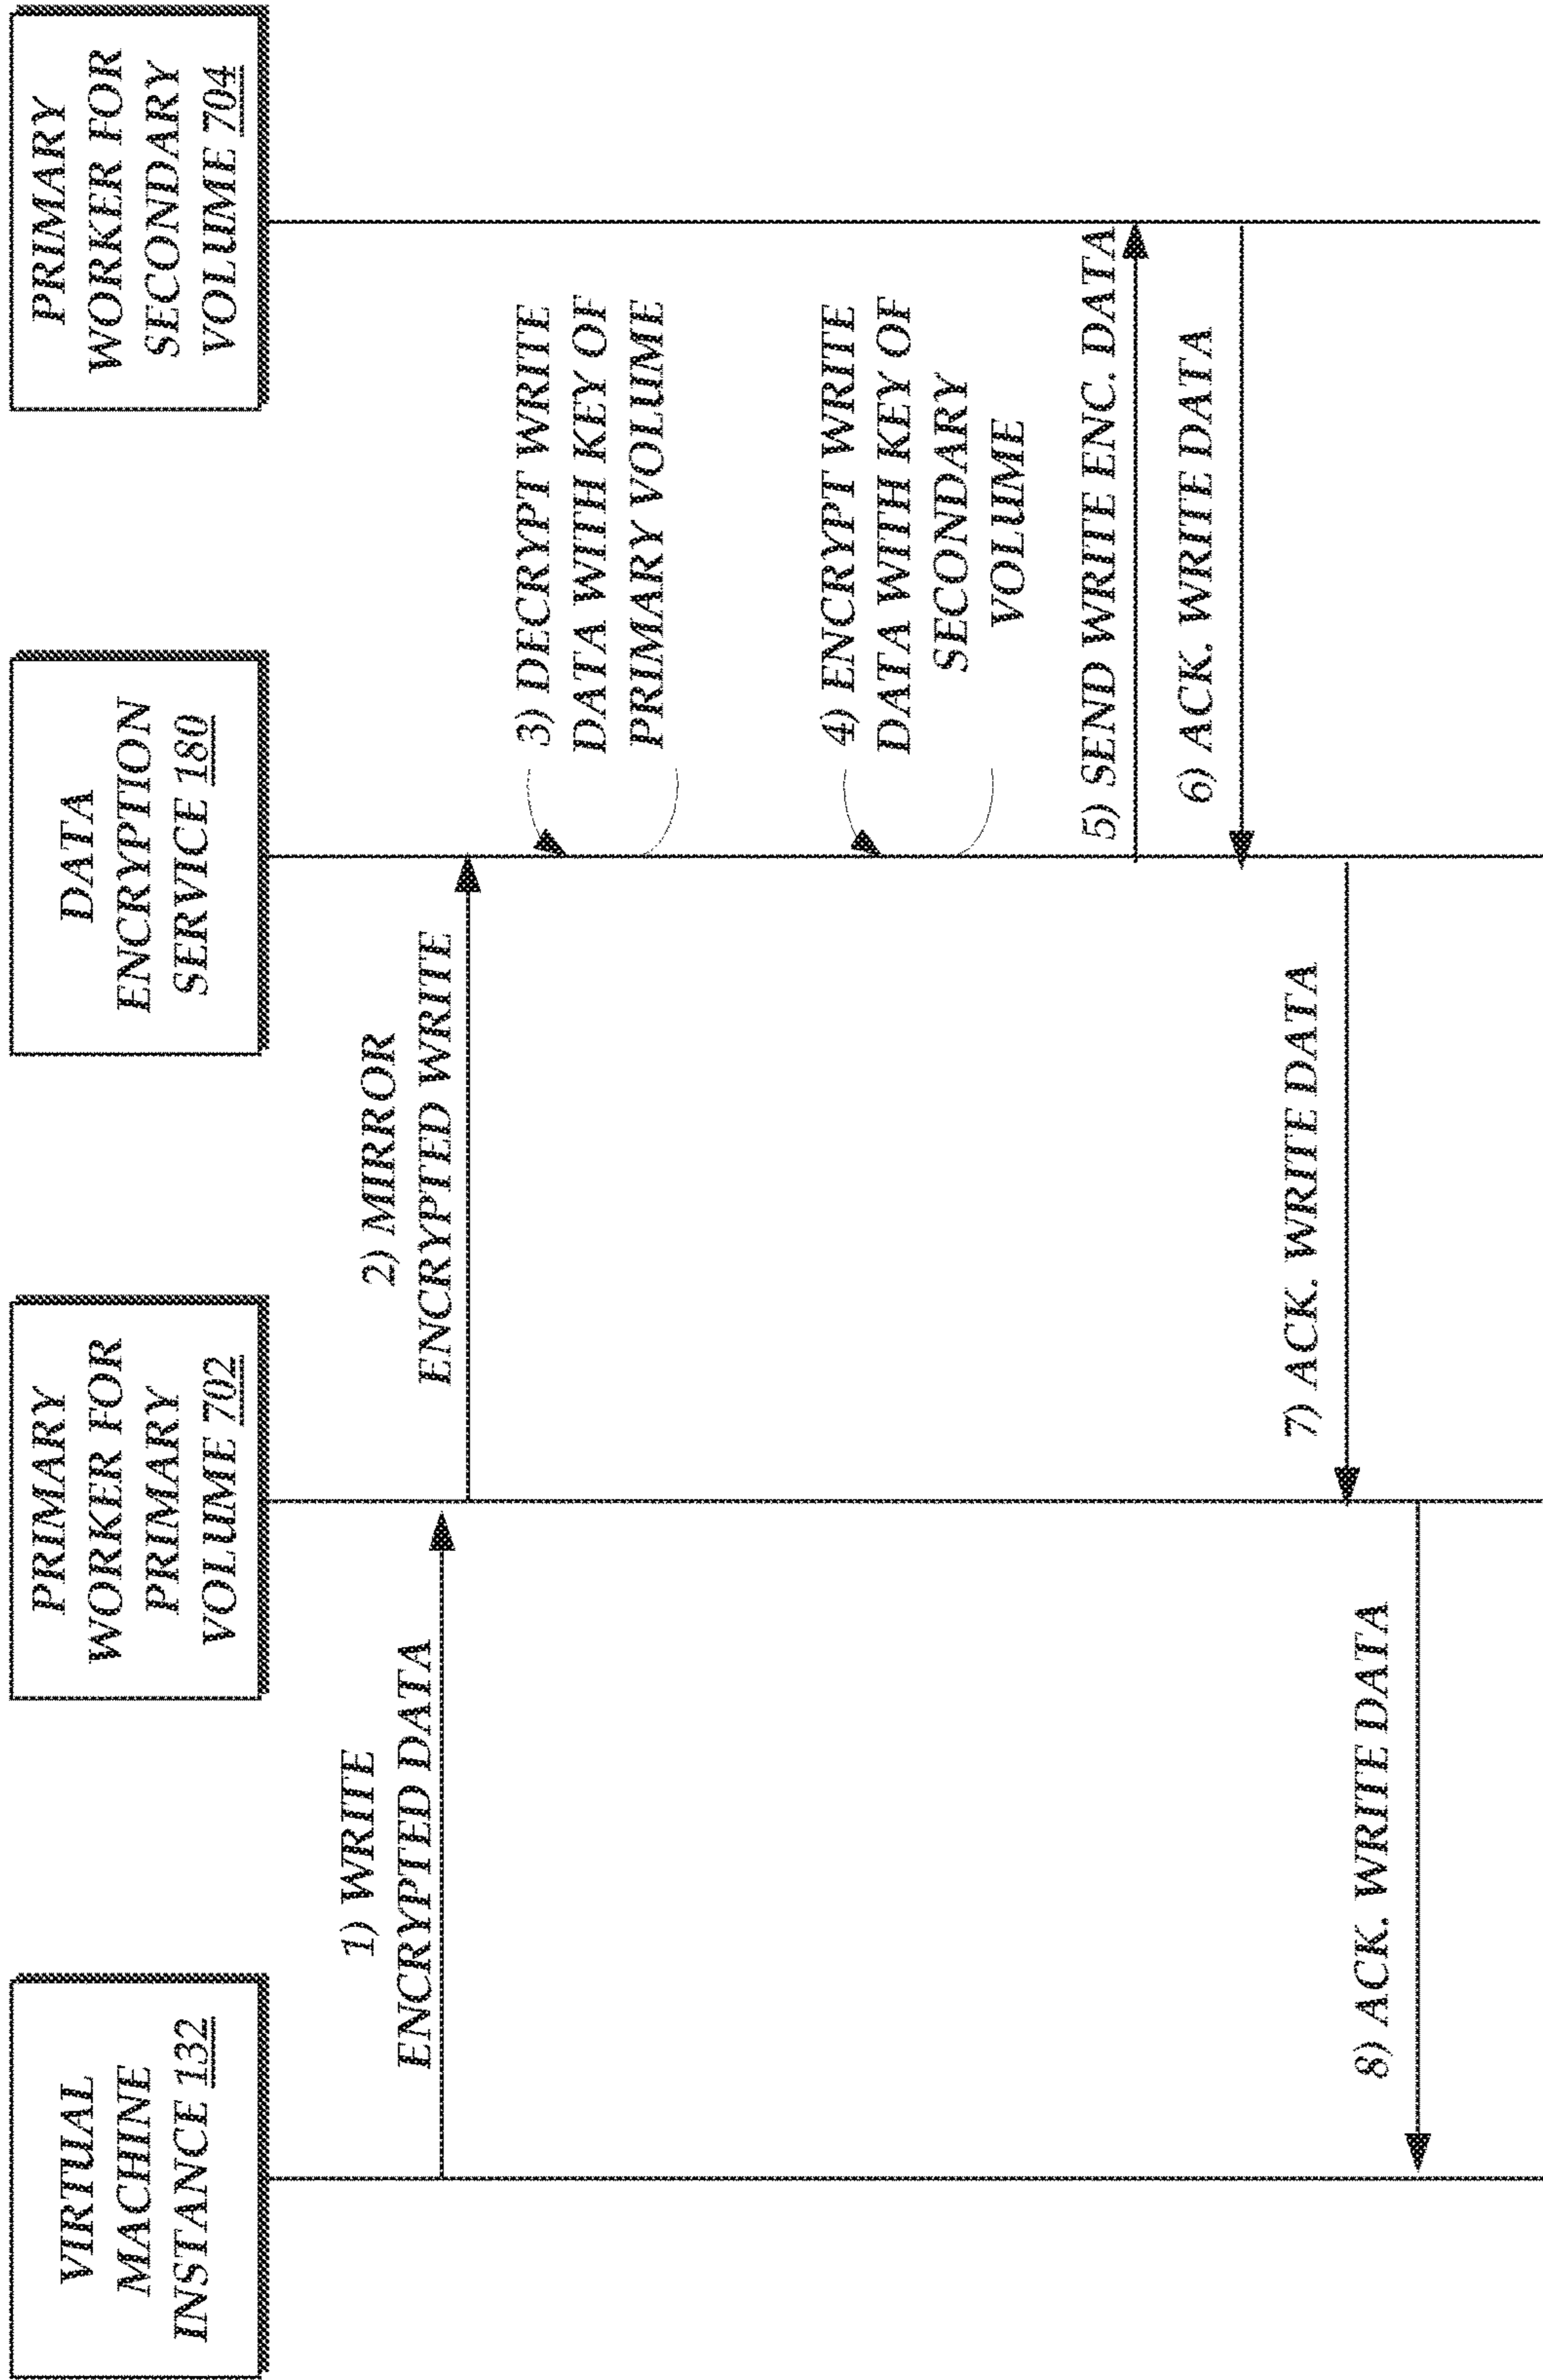 VIRTUAL
MACHINE
INSTANCE 132
PRIMARY
WORKER FOR
PRIMARY
VOLUME 702
DATA
ENCRYPTION
SERVICE 180
PRIMARY
WORKER FOR
SECONDARY
VOLUME 704
1) WRITE
ENCRYPTED DATA
2) MIRROR
ENCRYPTED WRITE
3) DECRYPT WRITE
DATA WITH KEY OF
PRIMARY VOLUME
4) ENCRYPT WRITE
DATA WITH KEY OF
SECONDARY
VOLUME
5) SEND WRITE ENC. DATA
6) ACK. WRITE DATA
7) ACK. WRITE DATA
8) ACK. WRITE DATA